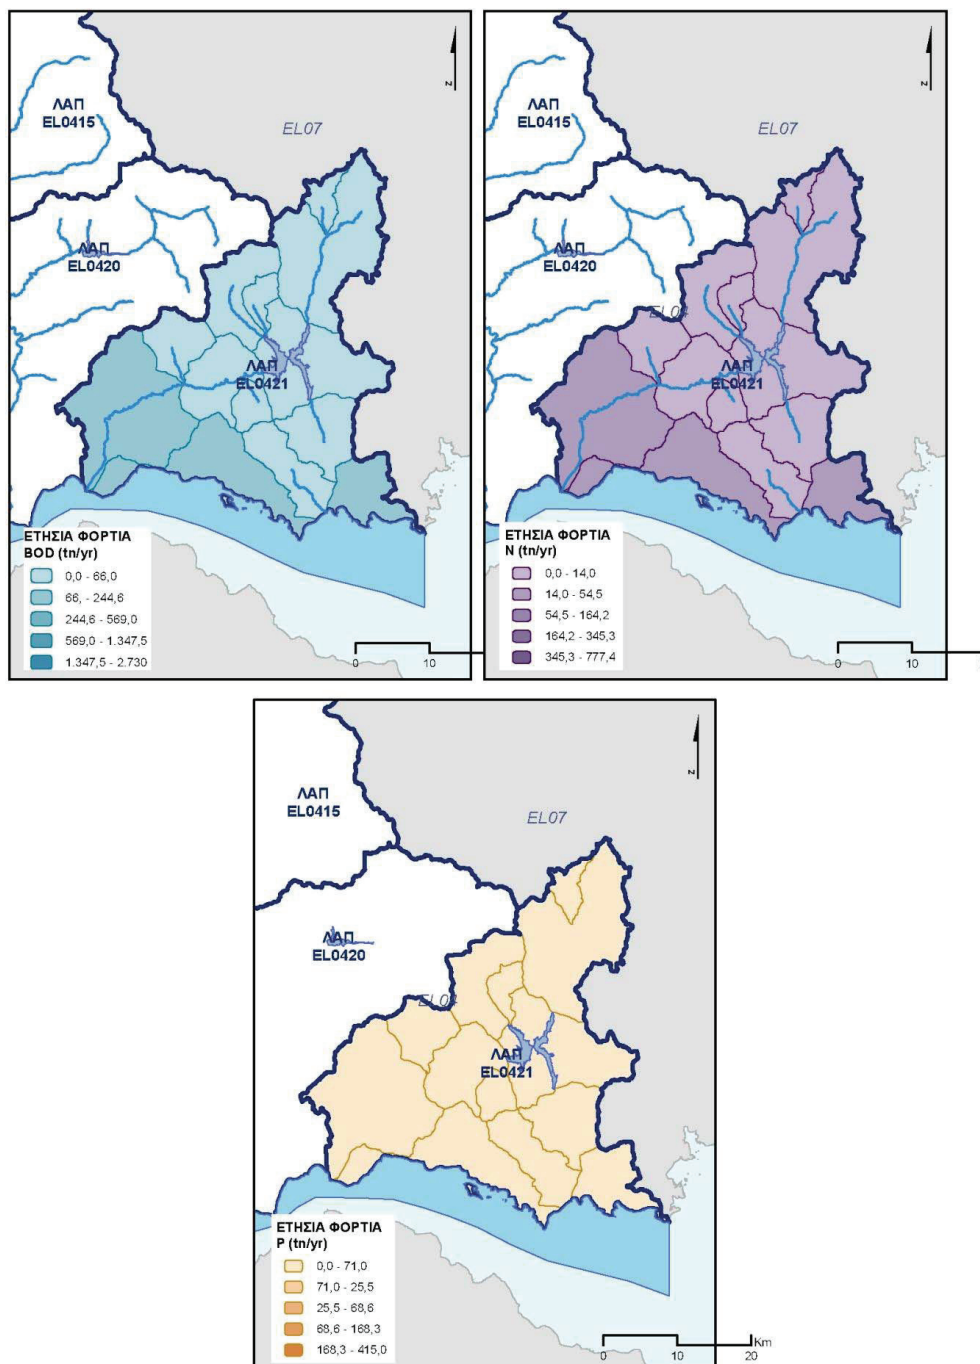 ΛΑΠ
EL0415
EL07
ΛΑΠ
EL0420
ΛΑΠ
EL0421
ΕΤΗΣΙΑ ΦΟΡΤΙΑ
BOD (tn/yr)
0,0 - 66,0
66,- 244,6
244,6 - 569,0
569,0 - 1.347,5
1.347,5 - 2.730
0 10
N
ΛΑΠ
EL0415
EL07
ΛΑΠ
EL0420
EL04
ΛΑΠ
EL0421
ΕΤΗΣΙΑ ΦΟΡΤΙΑ
N (tn/yr)
0,0 - 14,0
14,0 - 54,5
54,5 - 164,2
164,2 - 345,3
345,3 - 777,4
0 10
N
ΛΑΠ
EL0415
EL07
ΛΑΠ
EL0420
EL04
ΛΑΠ
EL0421
ΕΤΗΣΙΑ ΦΟΡΤΙΑ
P (tn/yr)
0,0 - 71,0
71,0 - 25,5
25,5 - 68,6
68,6 - 168,3
168,3 - 415,0
0 10 20 Km
N